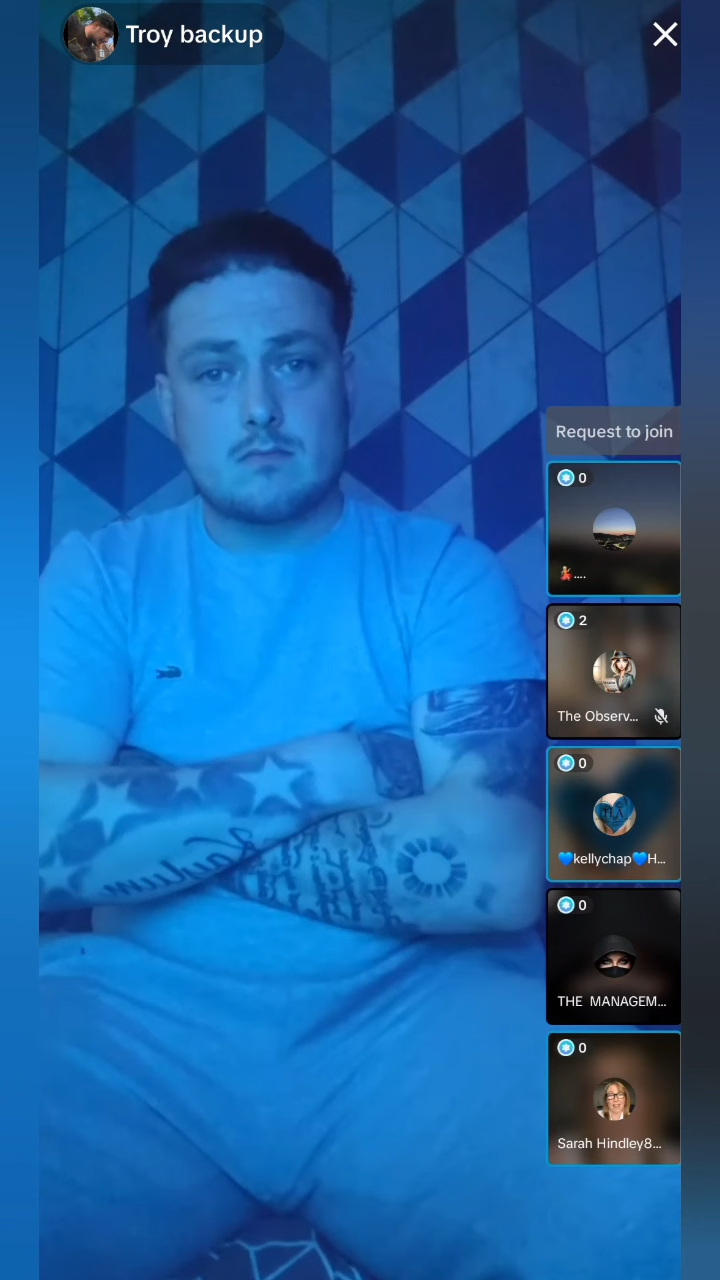 Troy backup
Request to join
0
💃....
2
The Observ...
0
💙kellychap💙H...
0
THE MANAGEM...
0
Sarah Hindley8...